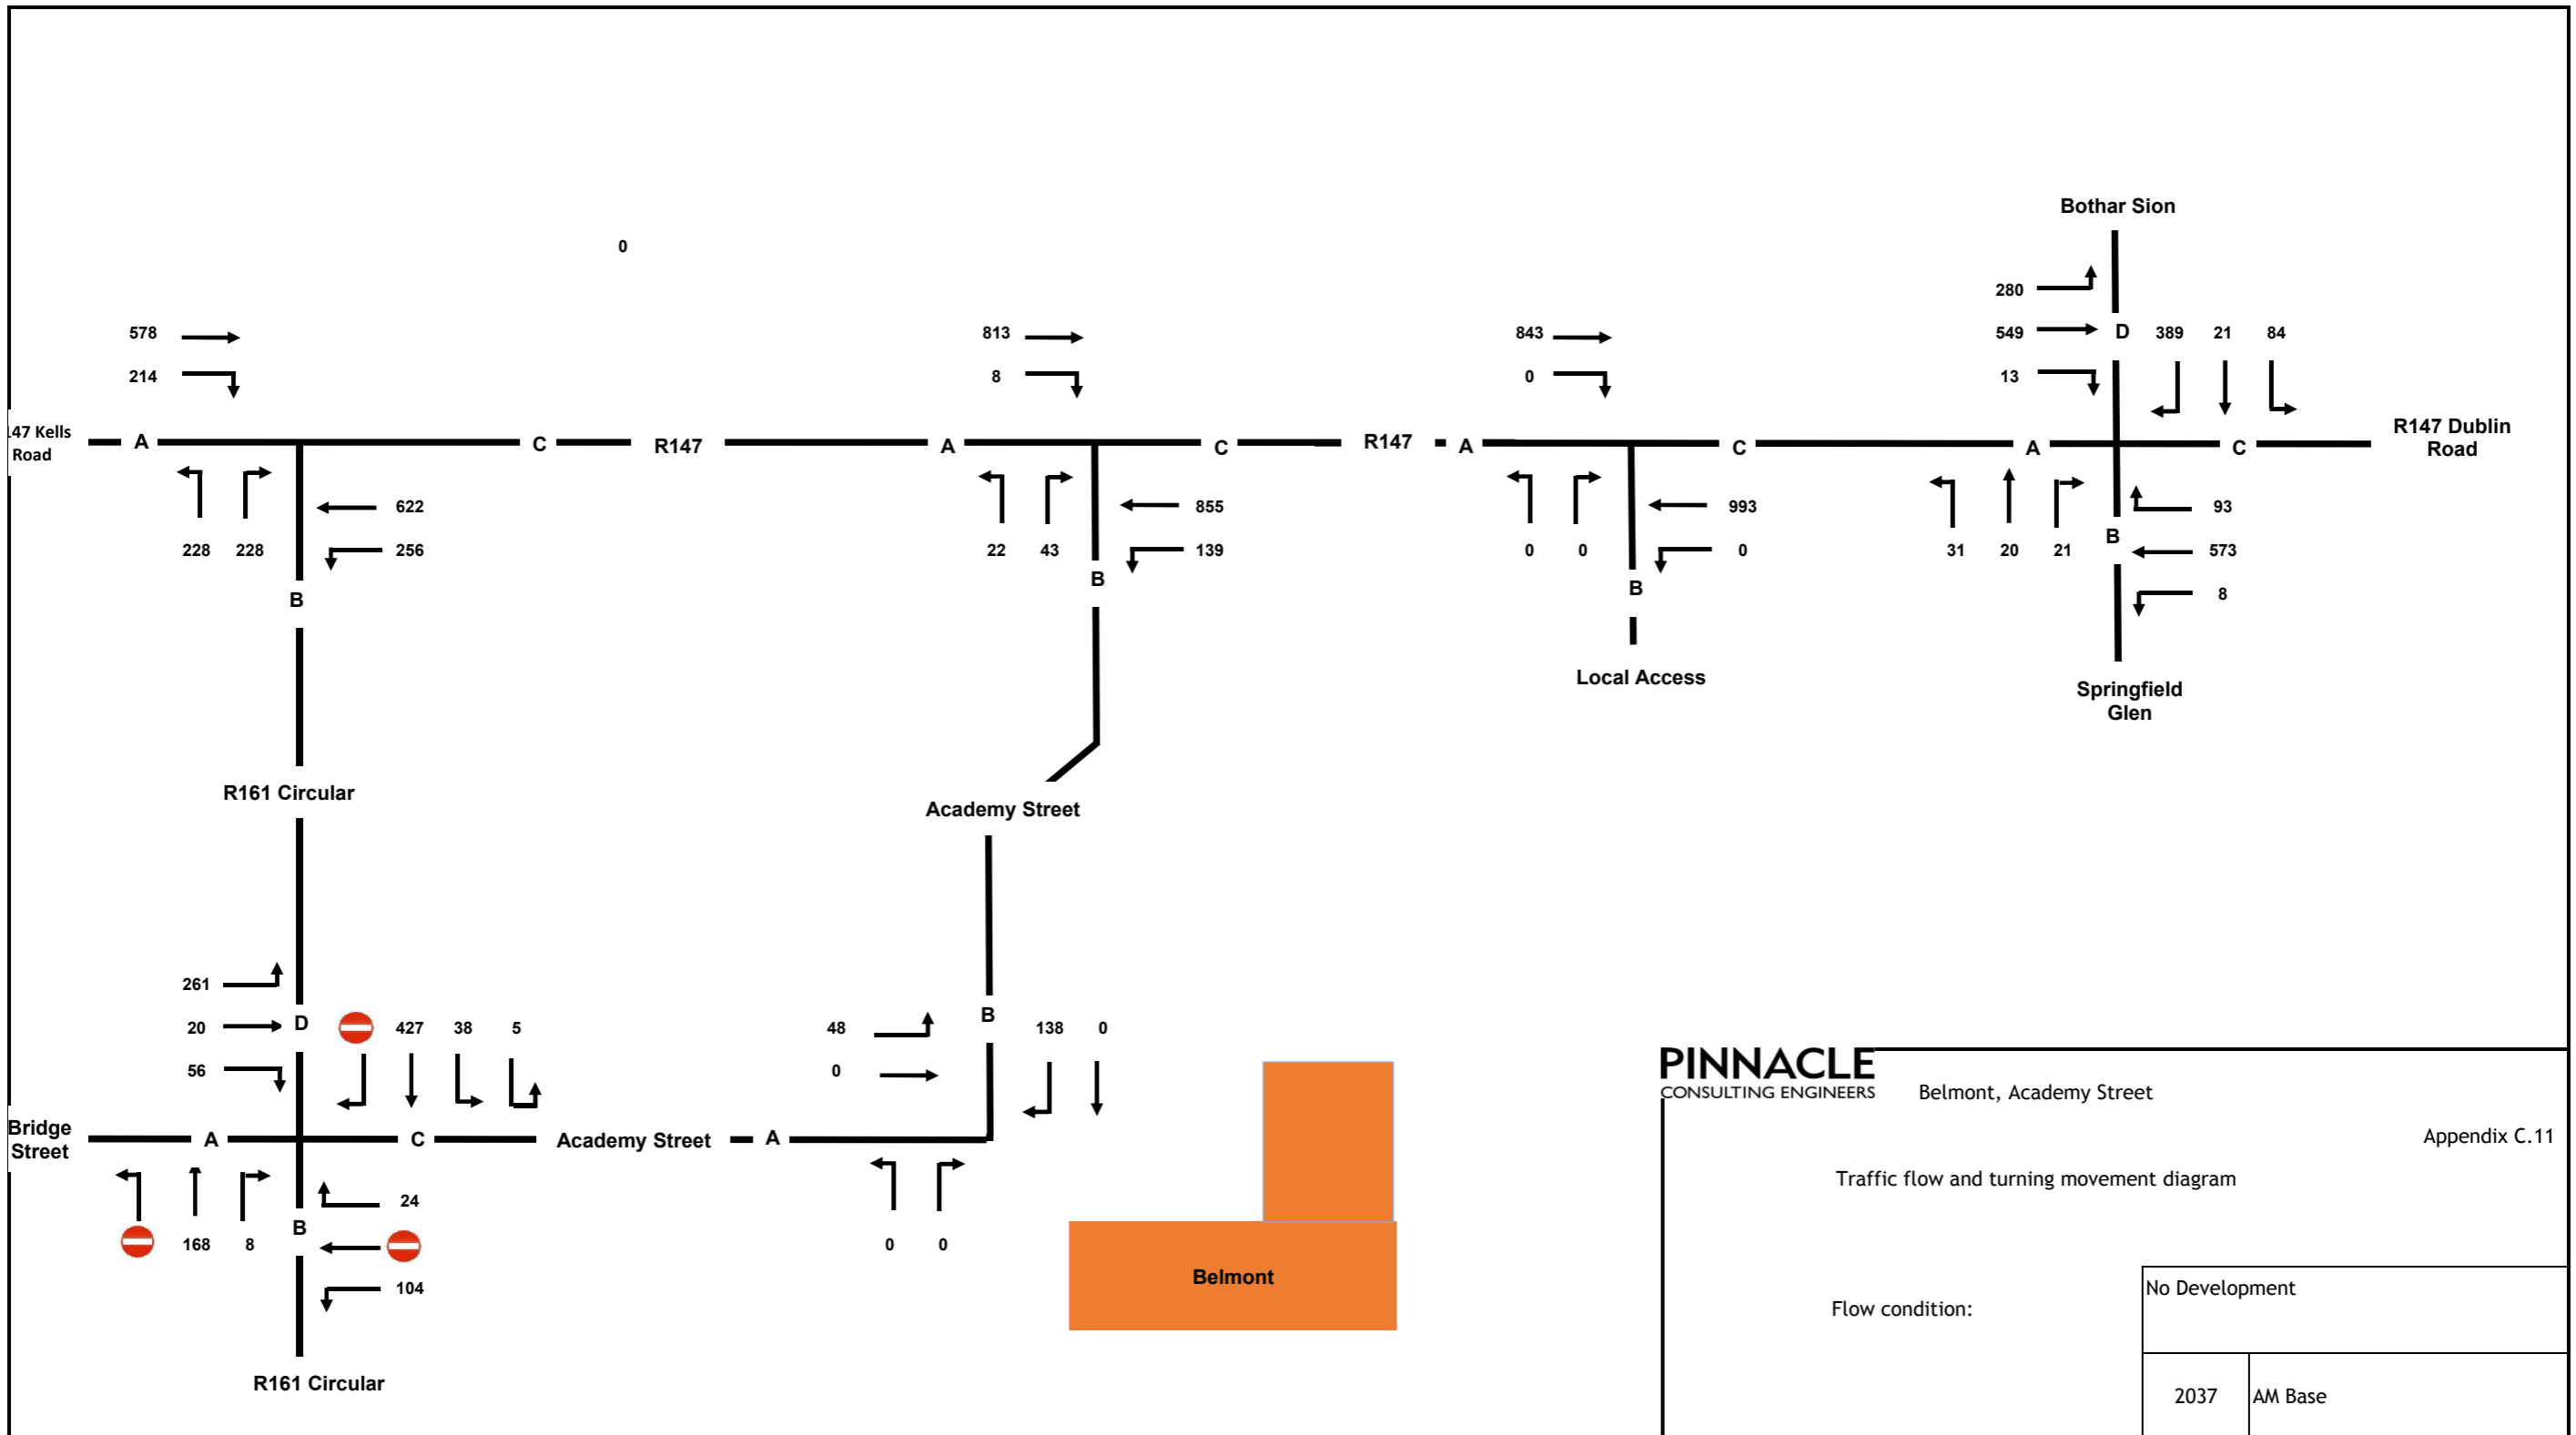 Bothar Sion
0
280
578
813
843
549
D
389
21
84
214
8
0
13
147 Kells
Road
A
C
R147
A
C
R147
A
C
A
C
R147 Dublin
Road
622
855
993
93
228
228
256
22
43
139
0
0
0
31
20
21
B
573
B
B
B
8
Local Access
Springfield
Glen
R161 Circular
Academy Street
261
20
D
427
38
5
48
B
138
0
56
0
PINNACLE
CONSULTING ENGINEERS
Belmont, Academy Street
Bridge
Street
A
C
Academy Street
A
Appendix C.11
Traffic flow and turning movement diagram
24
168
8
B
0
0
104
Belmont
No Development
Flow condition:
R161 Circular
2037
AM Base